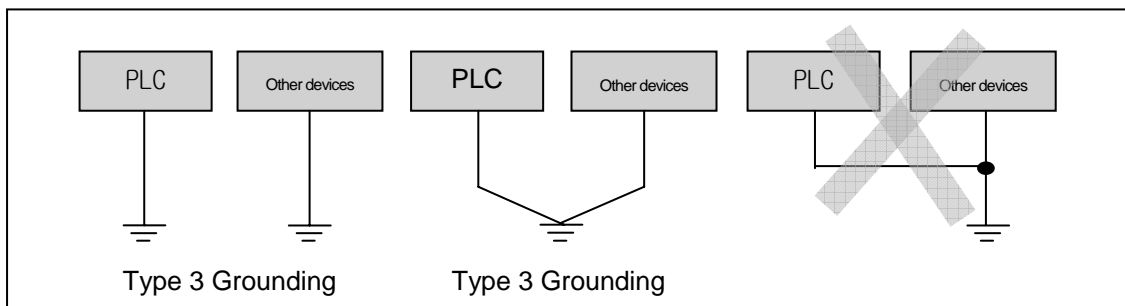 PLC Other devices PLC Other devices PLC Other devices
Type 3 Grounding Type 3 Grounding